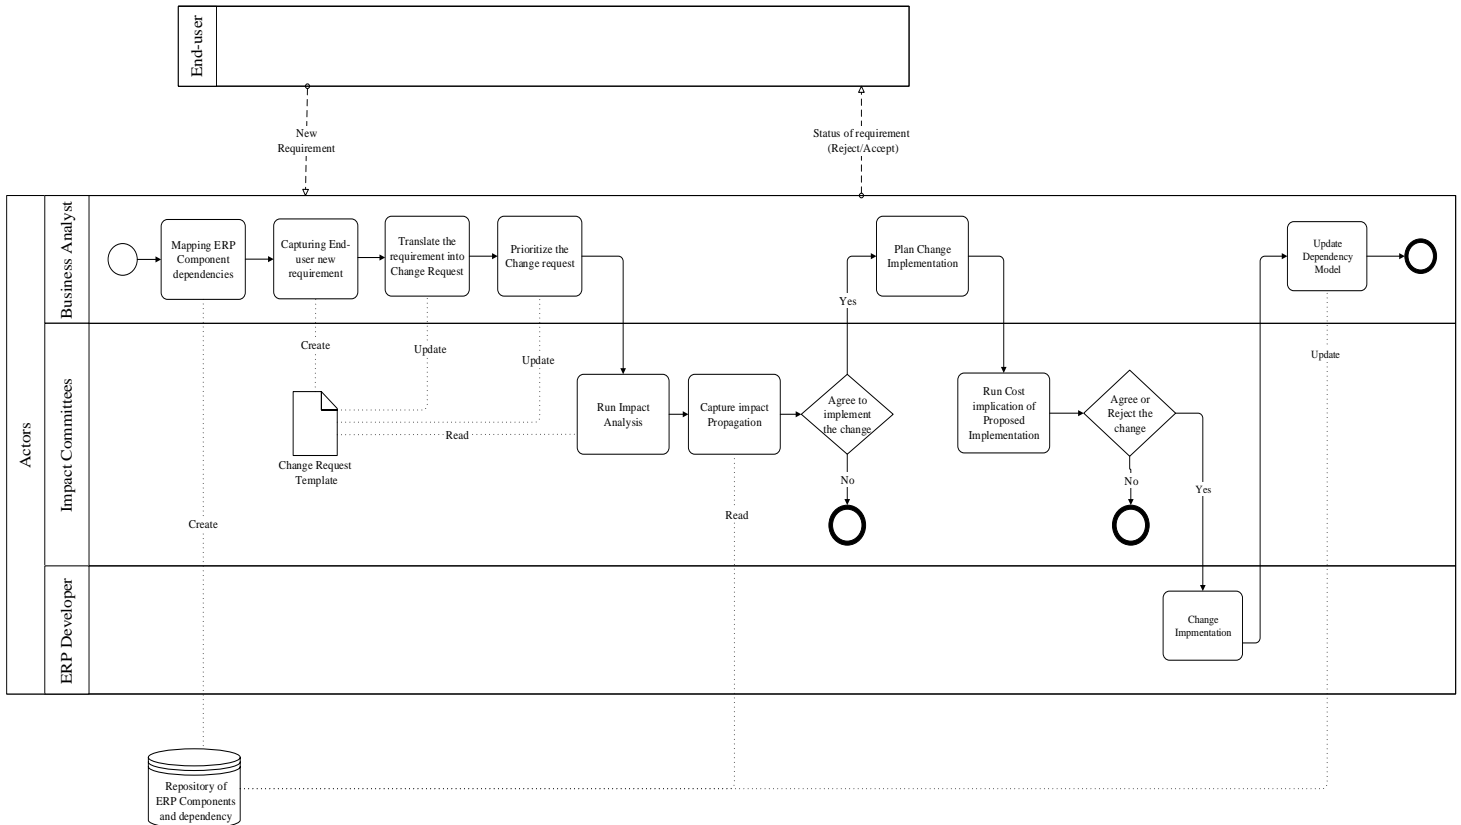 End-user
New
Requirement
Status of requirement
(Reject/Accept)
Actors
Business Analyst
Mapping ERP
Component
dependencies
Capturing End-
user new
requirement
Translate the
requirement into
Change Request
Prioritize the
Change request
Plan Change
Implementation
Update
Dependency
Model
Yes
Impact Committees
Create
Update
Update
Update
Change Request
Template
Read
Run Impact
Analysis
Capture impact
Propagation
Agree to
implement
the change
Run Cost
implication of
Proposed
Implementation
Agree or
Reject the
change
No
No
Yes
Create
Read
ERP Developer
Change
Impmentation
Repository of
ERP Components
and dependency